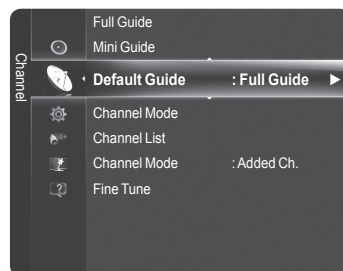 Channel
Full Guide
Mini Guide
Default Guide : Full Guide ►
Channel Mode
Channel List
Channel Mode : Added Ch.
Fine Tune